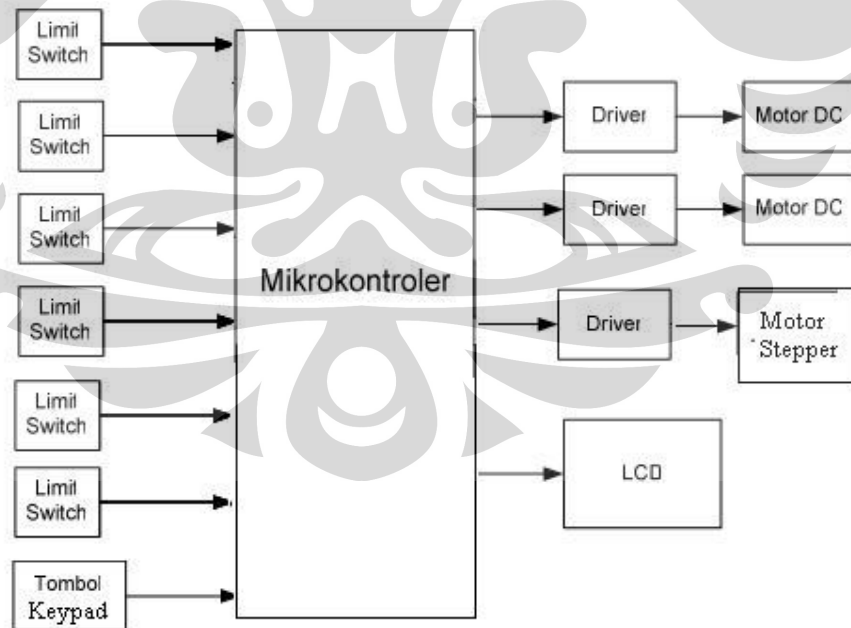 Limit
Switch
Limit
Switch
Limit
Switch
Limit
Switch
Limit
Switch
Limit
Switch
Tombol
Keypad
Mikrokontroler
Driver
Motor DC
Driver
Motor DC
Driver
Motor
Stepper
LCD